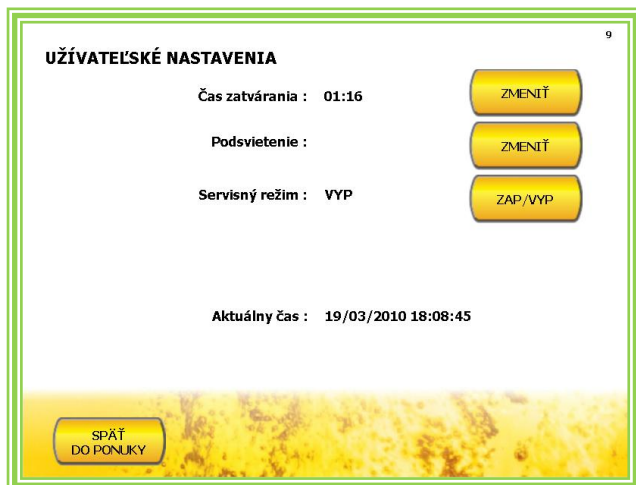 9
UŽÍVATEĽSKÉ NASTAVENIA
Čas zatvárania : 01:16 ZMENIŤ
Podsvietenie : ZMENIŤ
Servisný režim : VYP ZAP/VYP
Aktuálny čas : 19/03/2010 18:08:45
SPÄŤ
DO PONUKY